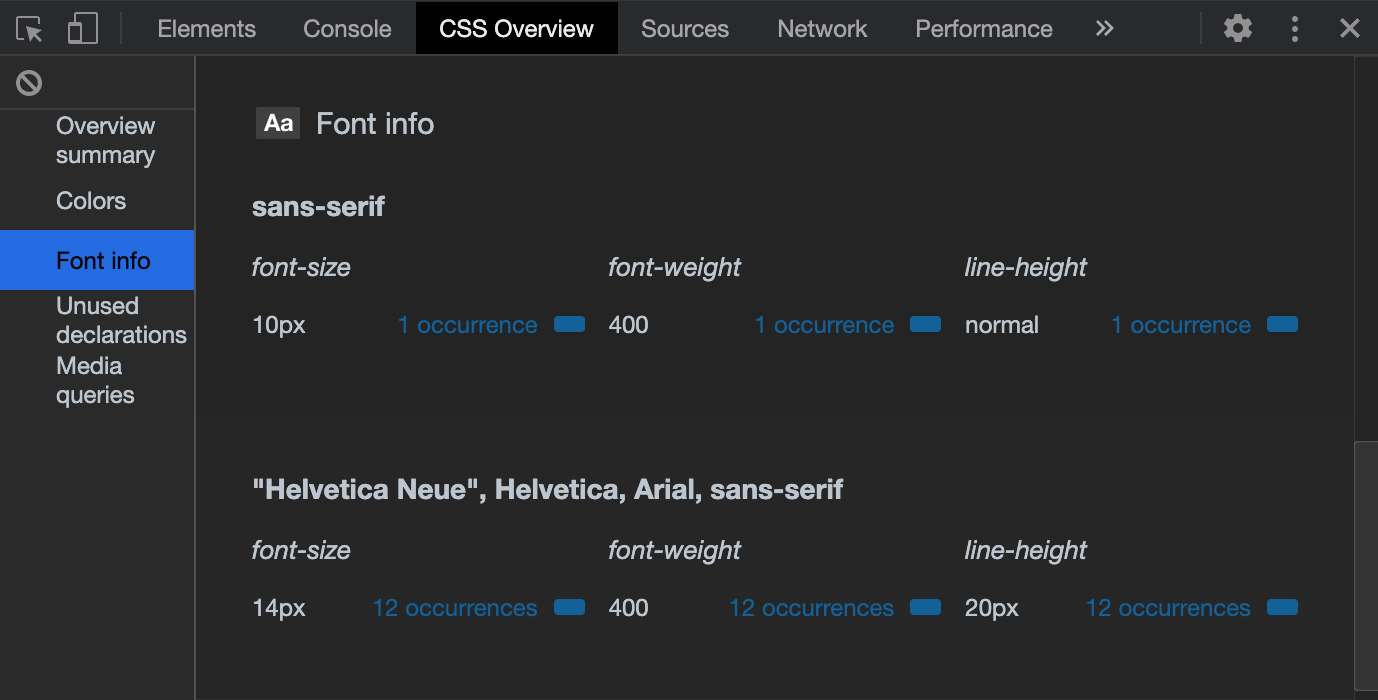 Elements Console CSS Overview Sources Network Performance »
Overview
summary
Colors
Font info
Unused
declarations
Media
queries
Aa Font info
sans-serif
font-size font-weight line-height
10px 1 occurrence 400 1 occurrence normal 1 occurrence
"Helvetica Neue", Helvetica, Arial, sans-serif
font-size font-weight line-height
14px 12 occurrences 400 12 occurrences 20px 12 occurrences